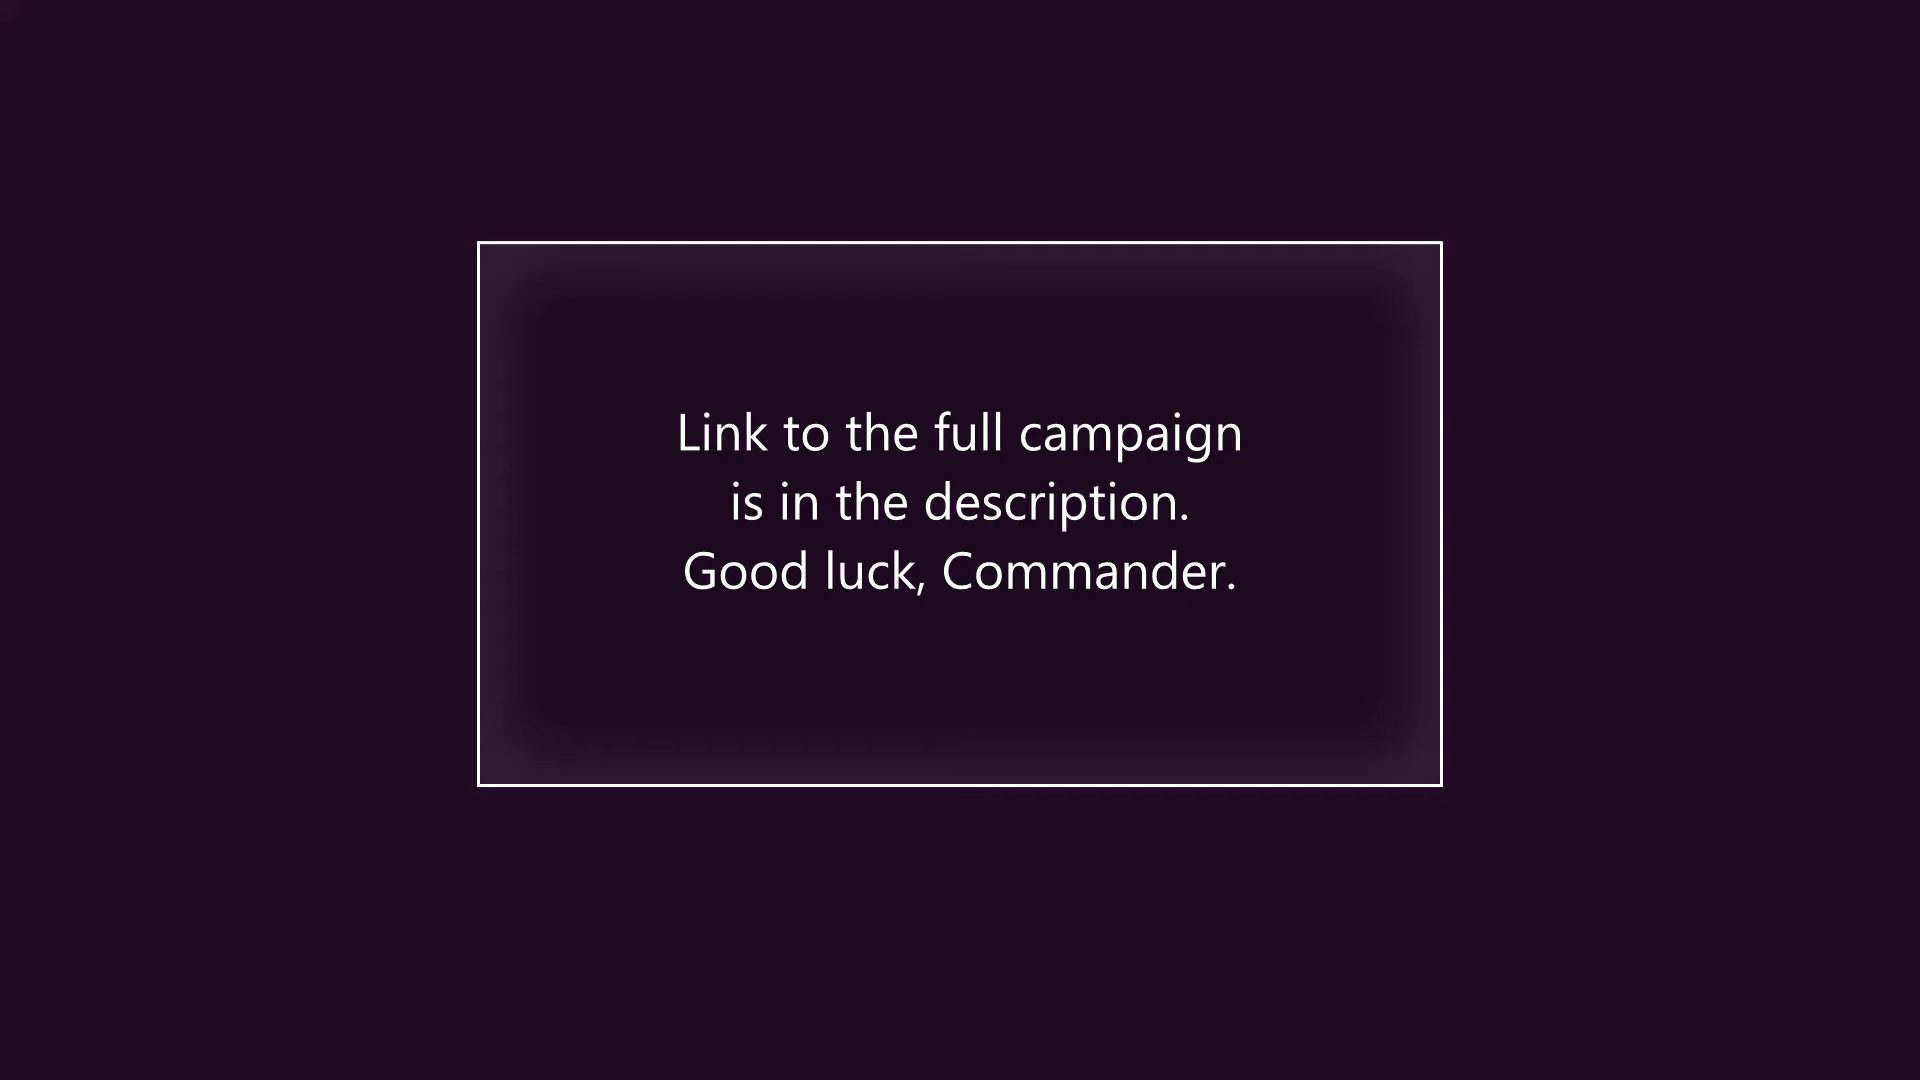 Link to the full campaign
is in the description.
Good luck, Commander.